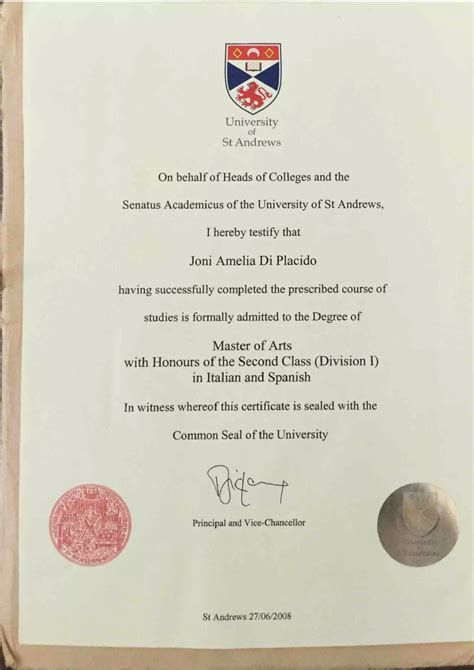 University
of
St Andrews
On behalf of Heads of Colleges and the
Senatus Academicus of the University of St Andrews,
I hereby testify that
Joni Amelia Di Placido
having successfully completed the prescribed course of
studies is formally admitted to the Degree of
Master of Arts
with Honours of the Second Class (Division I)
in Italian and Spanish
In witness whereof this certificate is sealed with the
Common Seal of the University
Principal and Vice-Chancellor
University
of
St Andrews
St Andrews 27/06/2008